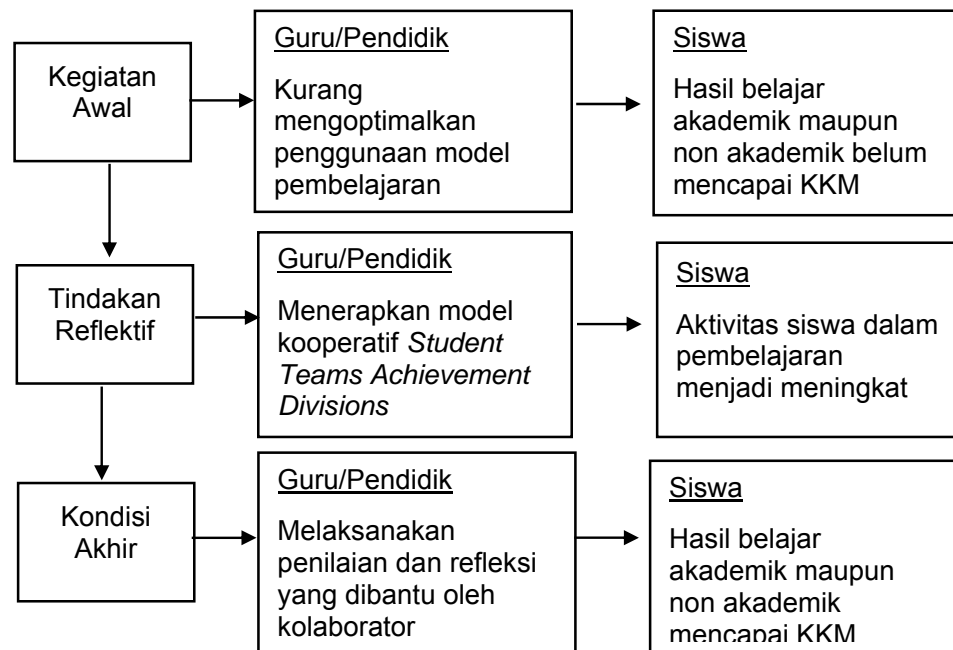 Kegiatan
Awal
Guru/Pendidik
Kurang
mengoptimalkan
penggunaan model
pembelajaran
Siswa
Hasil belajar
akademik maupun
non akademik belum
mencapai KKM
Tindakan
Reflektif
Guru/Pendidik
Menerapkan model
kooperatif Student
Teams Achievement
Divisions
Siswa
Aktivitas siswa dalam
pembelajaran
menjadi meningkat
Kondisi
Akhir
Guru/Pendidik
Melaksanakan
penilaian dan refleksi
yang dibantu oleh
kolaborator
Siswa
Hasil belajar
akademik maupun
non akademik
mencapai KKM